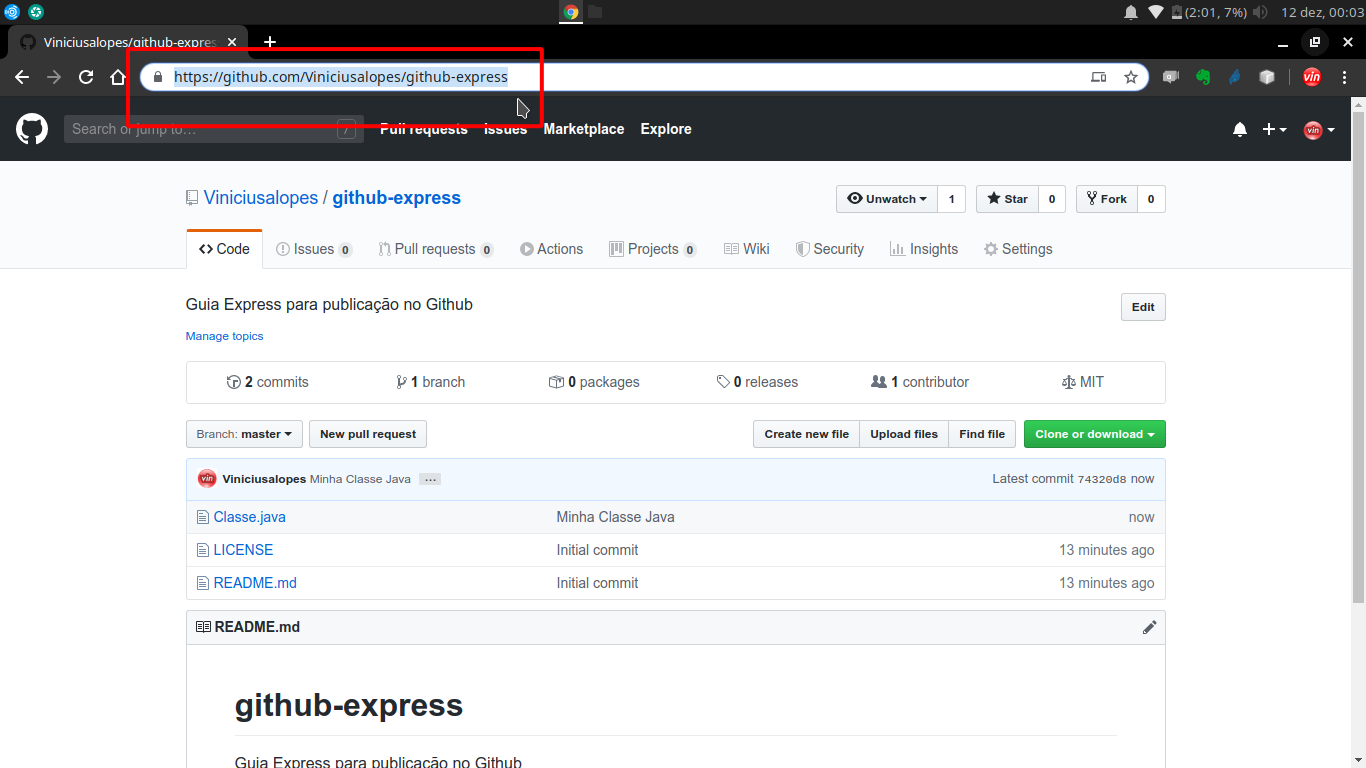 (2:01, 7%) 12 dez, 00:03
Viniciusalopes/github-expres
https://github.com/Viniciusalopes/github-express
vin
Search or jump to… /
Pull requests Issues Marketplace Explore
vin
Viniciusalopes / github-express
Unwatch 1 Star 0 Fork 0
Code Issues 0 Pull requests 0 Actions Projects 0 Wiki Security Insights Settings
Guia Express para publicação no Github
Edit
Manage topics
2 commits 1 branch 0 packages 0 releases 1 contributor MIT
Branch: master New pull request Create new file Upload files Find file Clone or download
vin Viniciusalopes Minha Classe Java … Latest commit 74320d8 now
Classe.java Minha Classe Java now
LICENSE Initial commit 13 minutes ago
README.md Initial commit 13 minutes ago
README.md
github-express
Guia Express para publicação no Github